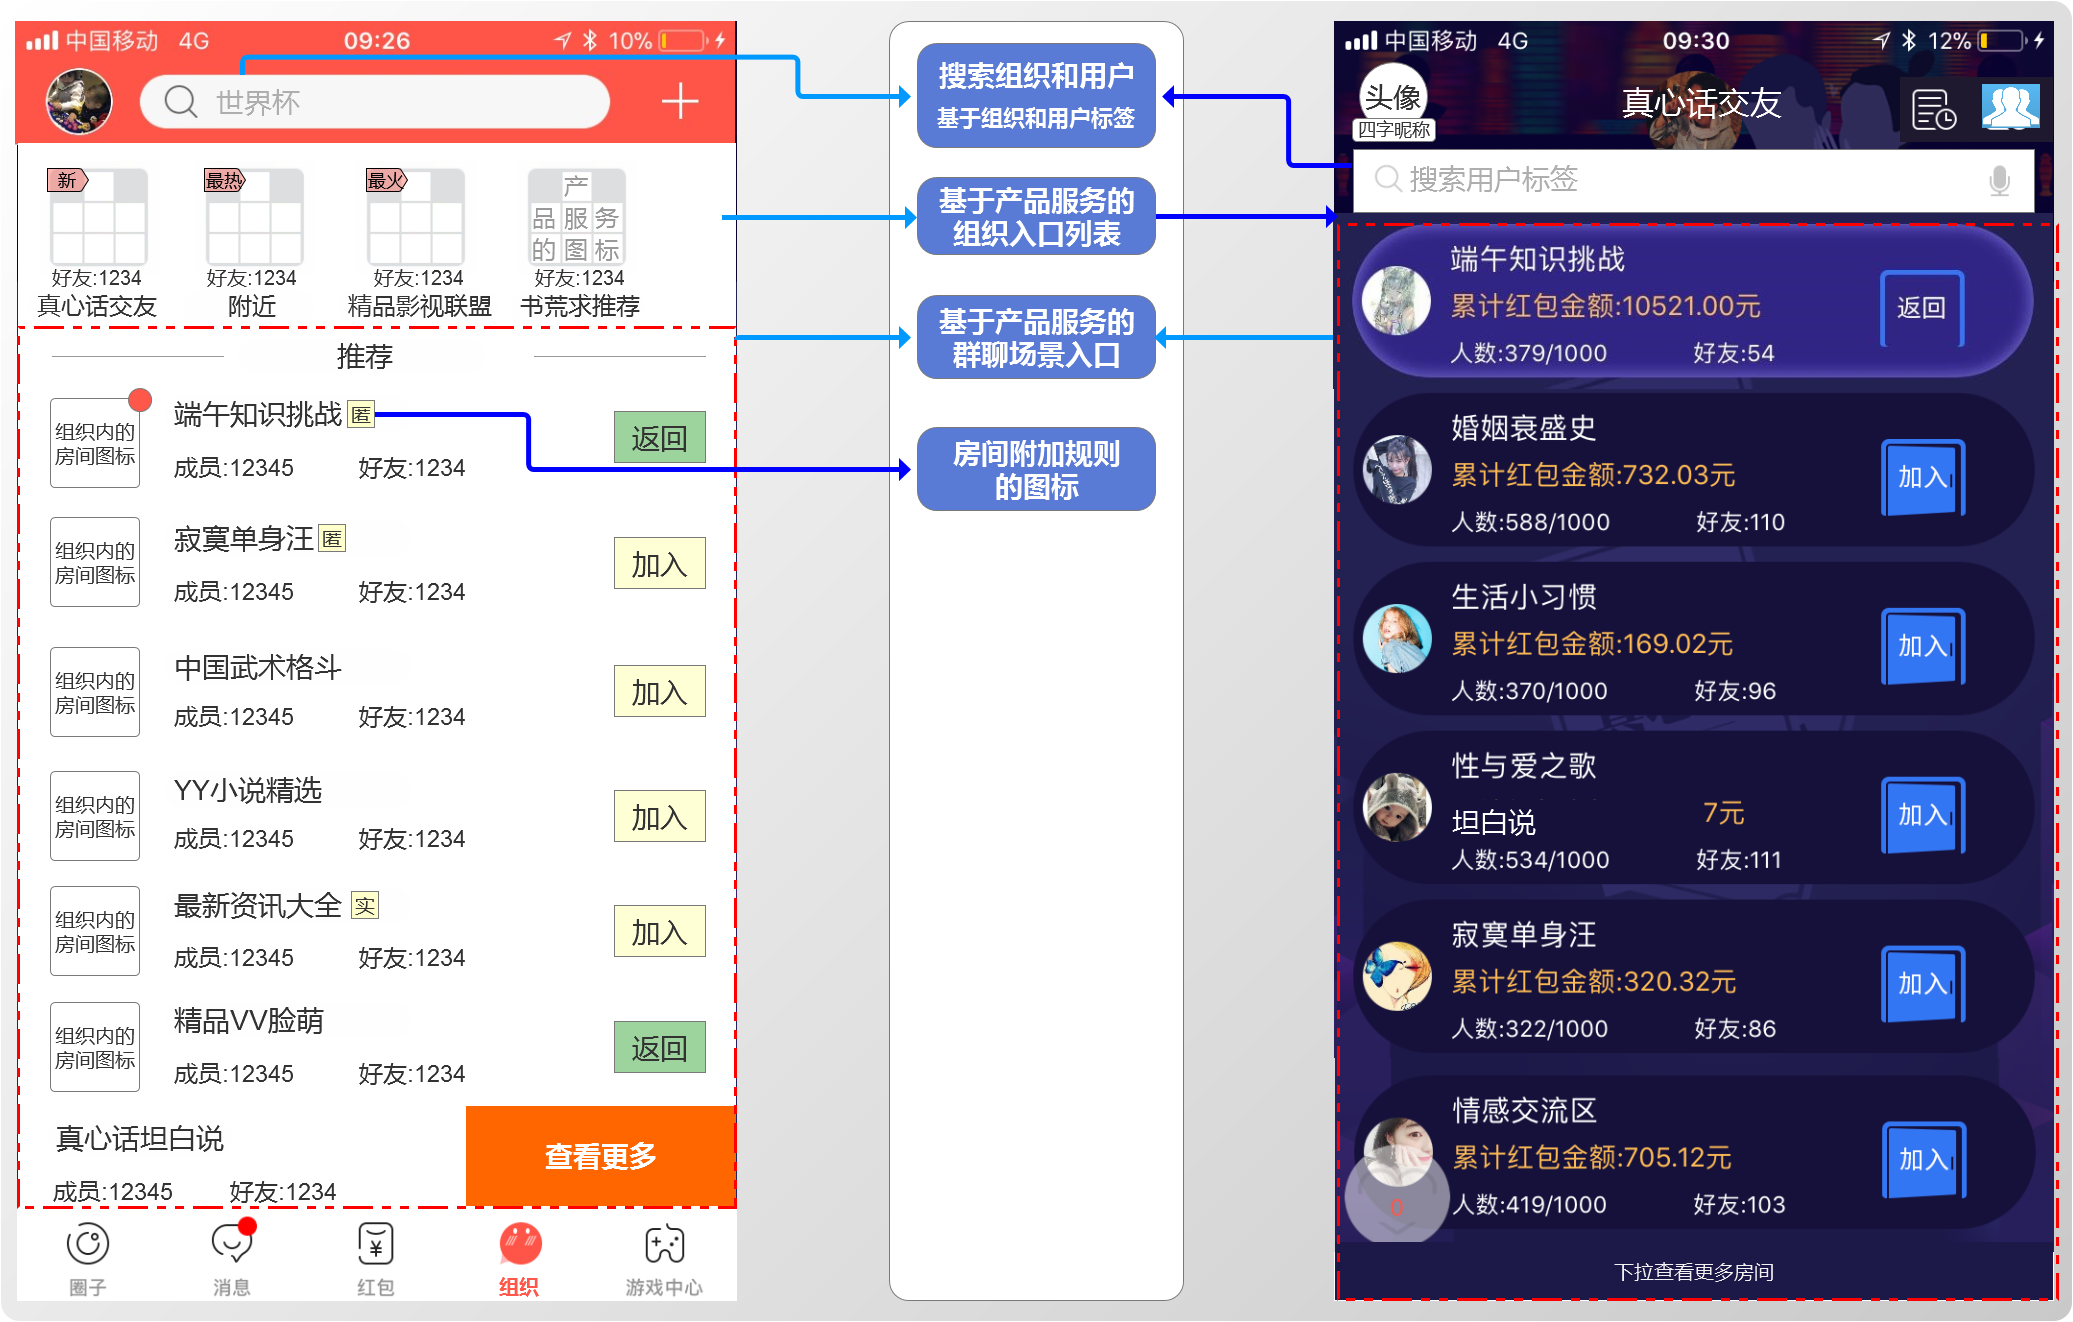 中国移动 4G 09:26 10%
世界杯
新 最热 最火 产
品 服 务
的 图 标
好友:1234 好友:1234 好友:1234 好友:1234
真心话交友 附近 精品影视联盟 书荒求推荐
推荐
组织内的
房间图标
端午知识挑战 匿
成员:12345 好友:1234
返回
组织内的
房间图标
寂寞单身汪 匿
成员:12345 好友:1234
加入
组织内的
房间图标
中国武术格斗
成员:12345 好友:1234
加入
组织内的
房间图标
YY小说精选
成员:12345 好友:1234
加入
组织内的
房间图标
最新资讯大全 实
成员:12345 好友:1234
加入
组织内的
房间图标
精品VV脸萌
成员:12345 好友:1234
返回
真心话坦白说
成员:12345 好友:1234
查看更多
圈子 消息 红包 组织 游戏中心
搜索组织和用户
基于组织和用户标签
基于产品服务的
组织入口列表
基于产品服务的
群聊场景入口
房间附加规则
的图标
中国移动 4G 09:30 12%
头像
四字昵称
真心话交友
搜索用户标签
端午知识挑战
累计红包金额:10521.00元
人数:379/1000 好友:54
返回
婚姻衰盛史
累计红包金额:732.03元
人数:588/1000 好友:110
加入
生活小习惯
累计红包金额:169.02元
人数:370/1000 好友:96
加入
性与爱之歌
坦白说 7元
人数:534/1000 好友:111
加入
寂寞单身汪
累计红包金额:320.32元
人数:322/1000 好友:86
加入
情感交流区
累计红包金额:705.12元
人数:419/1000 好友:103
加入
0
下拉查看更多房间